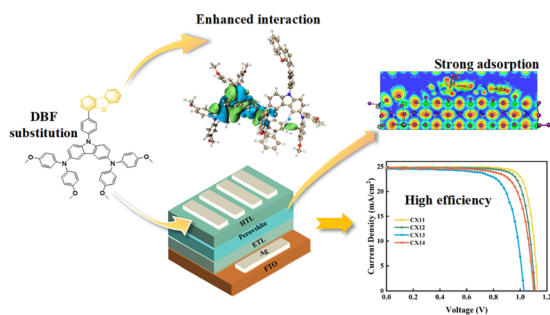 Enhanced interaction
Strong adsorption
DBF
substitution
O
N
N
N
O
O
O
O
HTL
Perovskite
ETL
Ag
FTO
High efficiency
CX11
CX12
CX13
CX14
Current Density (mA/cm²)
25
20
15
10
5
0
0.0 0.2 0.4 0.6 0.8 1.0 1.2
Voltage (V)